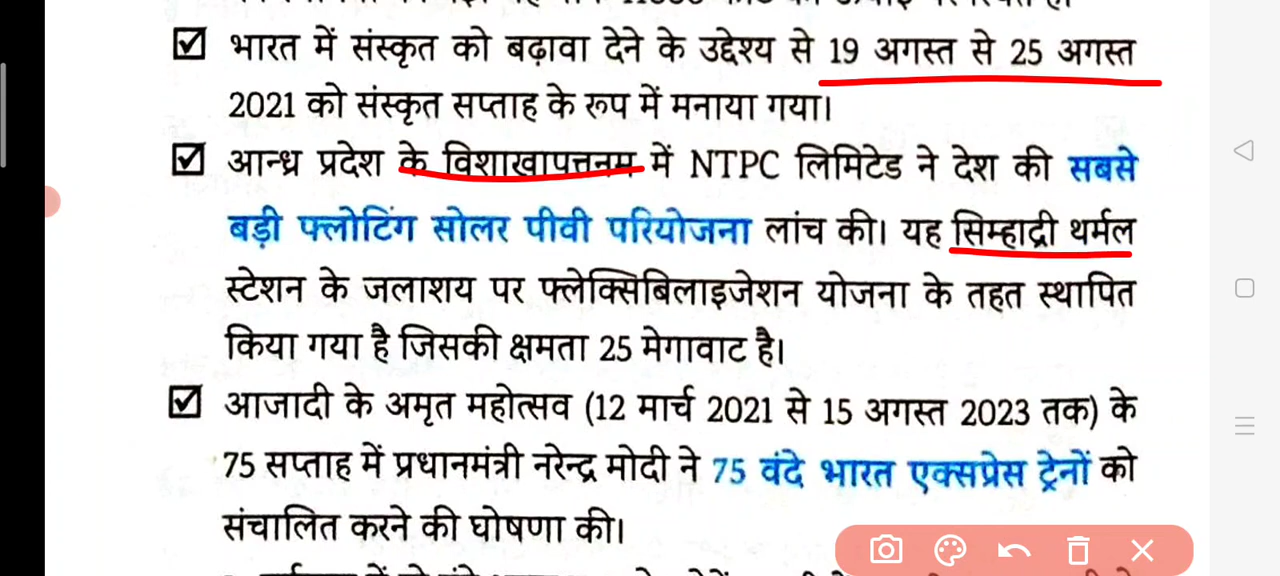 भारत में संस्कृत को बढ़ावा देने के उद्देश्य से 19 अगस्त से 25 अगस्त
2021 को संस्कृत सप्ताह के रूप में मनाया गया।
आन्ध्र प्रदेश के विशाखापत्तनम में NTPC लिमिटेड ने देश की सबसे
बड़ी फ्लोटिंग सोलर पीवी परियोजना लांच की। यह सिम्हाद्री थर्मल
स्टेशन के जलाशय पर फ्लेक्सिबिलाइजेशन योजना के तहत स्थापित
किया गया है जिसकी क्षमता 25 मेगावाट है।
आजादी के अमृत महोत्सव (12 मार्च 2021 से 15 अगस्त 2023 तक) के
75 सप्ताह में प्रधानमंत्री नरेन्द्र मोदी ने 75 वंदे भारत एक्सप्रेस ट्रेनों को
संचालित करने की घोषणा की।